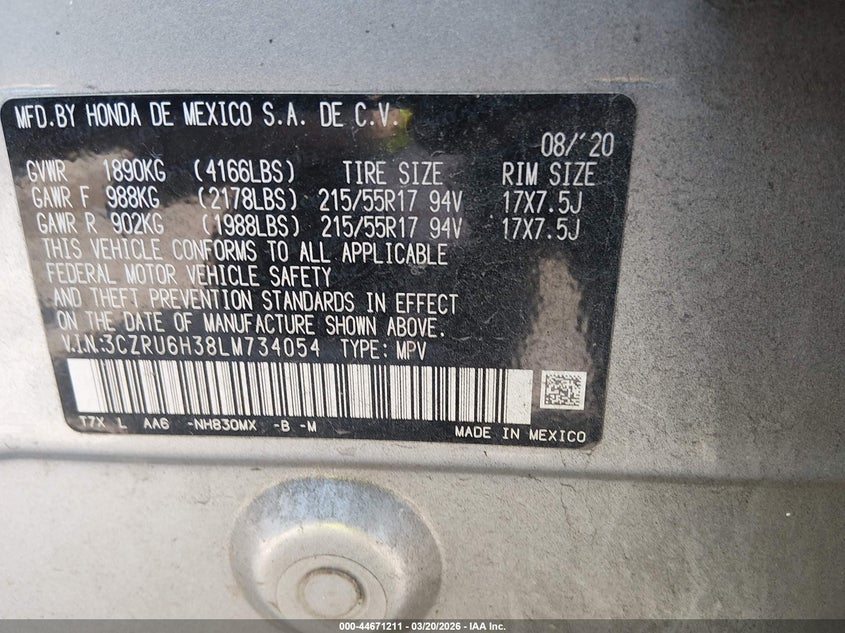 MFD.BY HONDA DE MEXICO S.A. DE C.V.
08/'20
GVWR 1890KG (4166LBS) TIRE SIZE RIM SIZE
GAWR F 988KG (2178LBS) 215/55R17 94V 17X7.5J
GAWR R 902KG (1988LBS) 215/55R17 94V 17X7.5J
THIS VEHICLE CONFORMS TO ALL APPLICABLE
FEDERAL MOTOR VEHICLE SAFETY
AND THEFT PREVENTION STANDARDS IN EFFECT
ON THE DATE OF MANUFACTURE SHOWN ABOVE.
V.I.N.:3CZRU6H38LM734054 TYPE: MPV
T7X L AA6 -NH830MX -B -M
MADE IN MEXICO
000-44671211 - 03/20/2026 - IAA Inc.